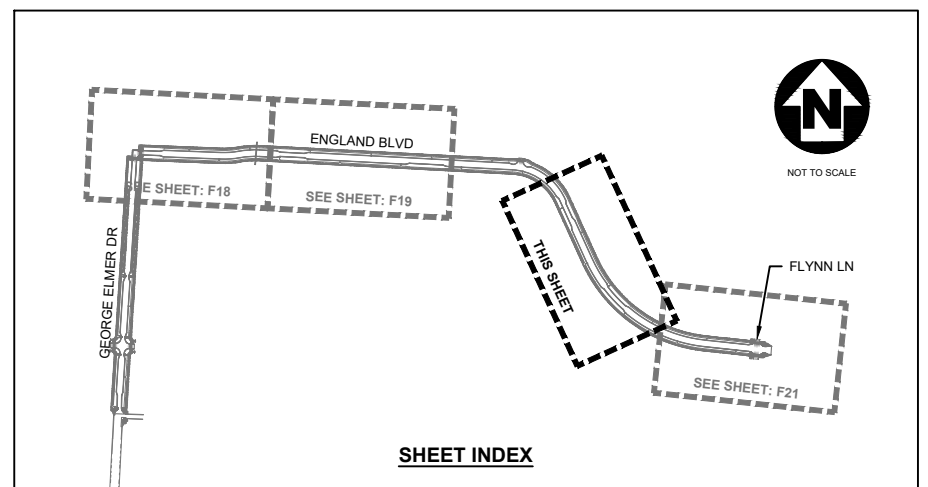 ENGLAND BLVD
N
NOT TO SCALE
SHEET: F18
SEE SHEET: F19
GEORGE ELMER DR
THIS SHEET
FLYNN LN
SEE SHEET: F21
SHEET INDEX